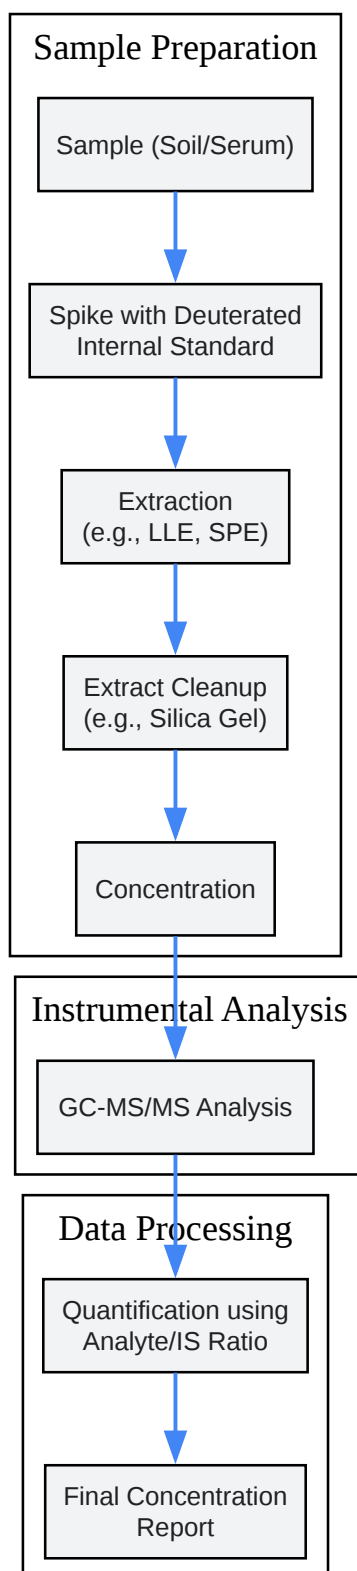 Sample Preparation
Sample (Soil/Serum)
Spike with Deuterated
Internal Standard
Extraction
(e.g., LLE, SPE)
Extract Cleanup
(e.g., Silica Gel)
Concentration
Instrumental Analysis
GC-MS/MS Analysis
Data Processing
Quantification using
Analyte/IS Ratio
Final Concentration
Report